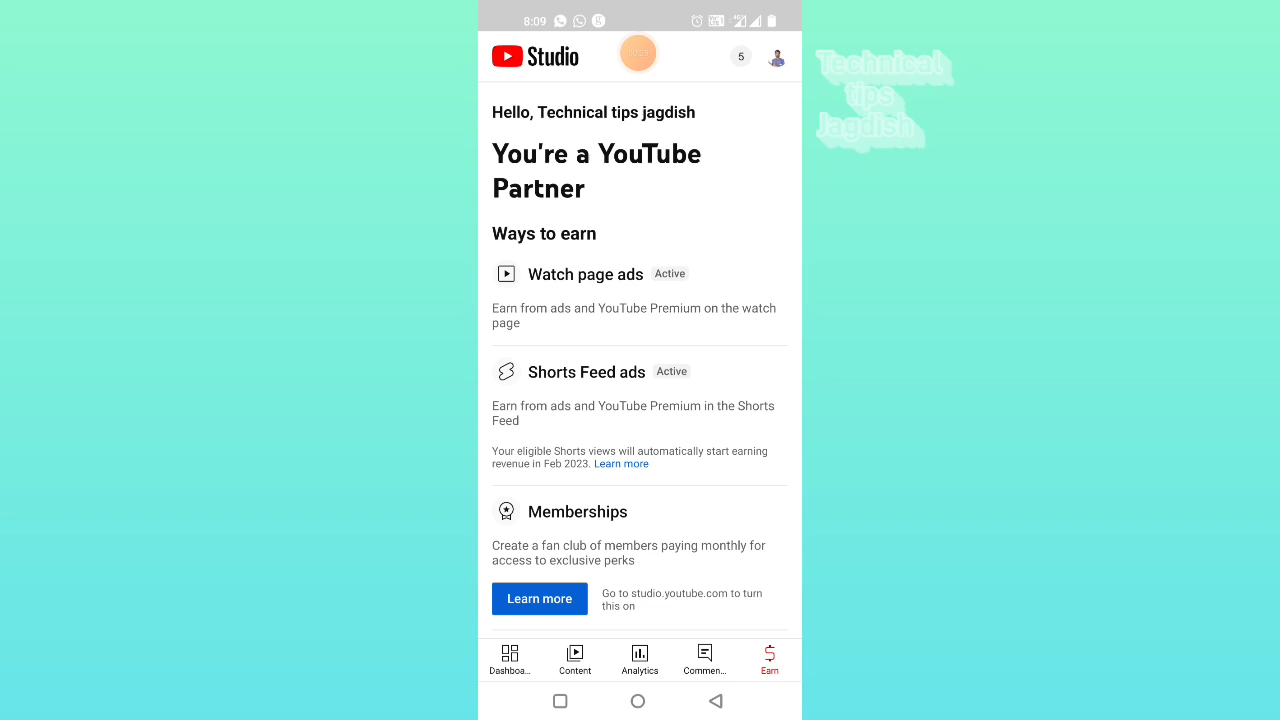 8:09
Studio
5
Technical
tips
Jagdish
Hello, Technical tips jagdish
You're a YouTube
Partner
Ways to earn
Watch page ads Active
Earn from ads and YouTube Premium on the watch
page
Shorts Feed ads Active
Earn from ads and YouTube Premium in the Shorts
Feed
Your eligible Shorts views will automatically start earning
revenue in Feb 2023. Learn more
Memberships
Create a fan club of members paying monthly for
access to exclusive perks
Learn more
Go to studio.youtube.com to turn
this on
Dashboa... Content Analytics Commen... Earn